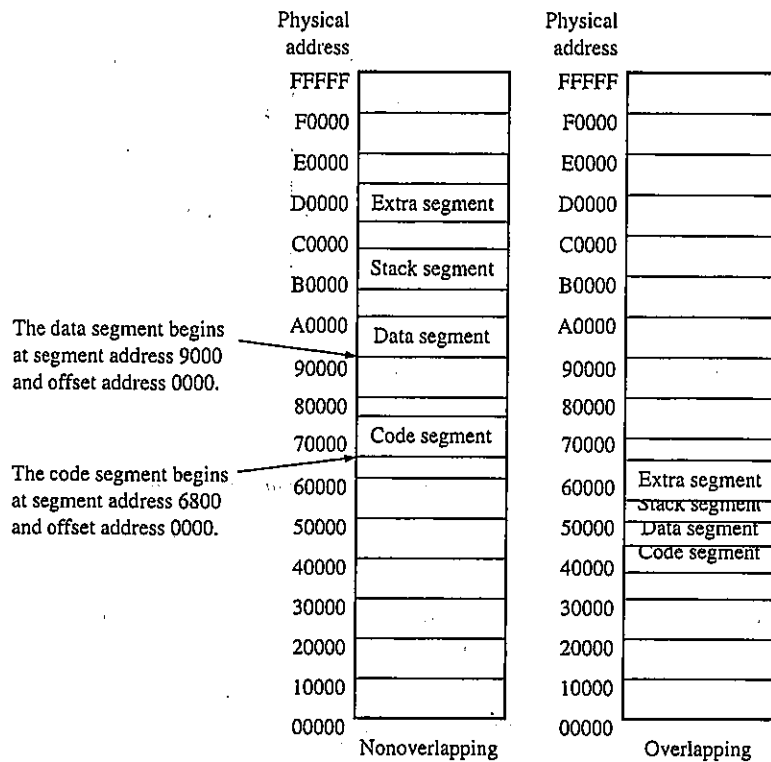 Physical
address
FFFFF
F0000
E0000
D0000
C0000
B0000
A0000
90000
80000
70000
60000
50000
40000
30000
20000
10000
00000
Extra segment
Stack segment
Data segment
Code segment
Nonoverlapping
The data segment begins
at segment address 9000
and offset address 0000.
The code segment begins
at segment address 6800
and offset address 0000.
Physical
address
FFFFF
F0000
E0000
D0000
C0000
B0000
A0000
90000
80000
70000
60000
50000
40000
30000
20000
10000
00000
Extra segment
Stack segment
Data segment
Code segment
Overlapping